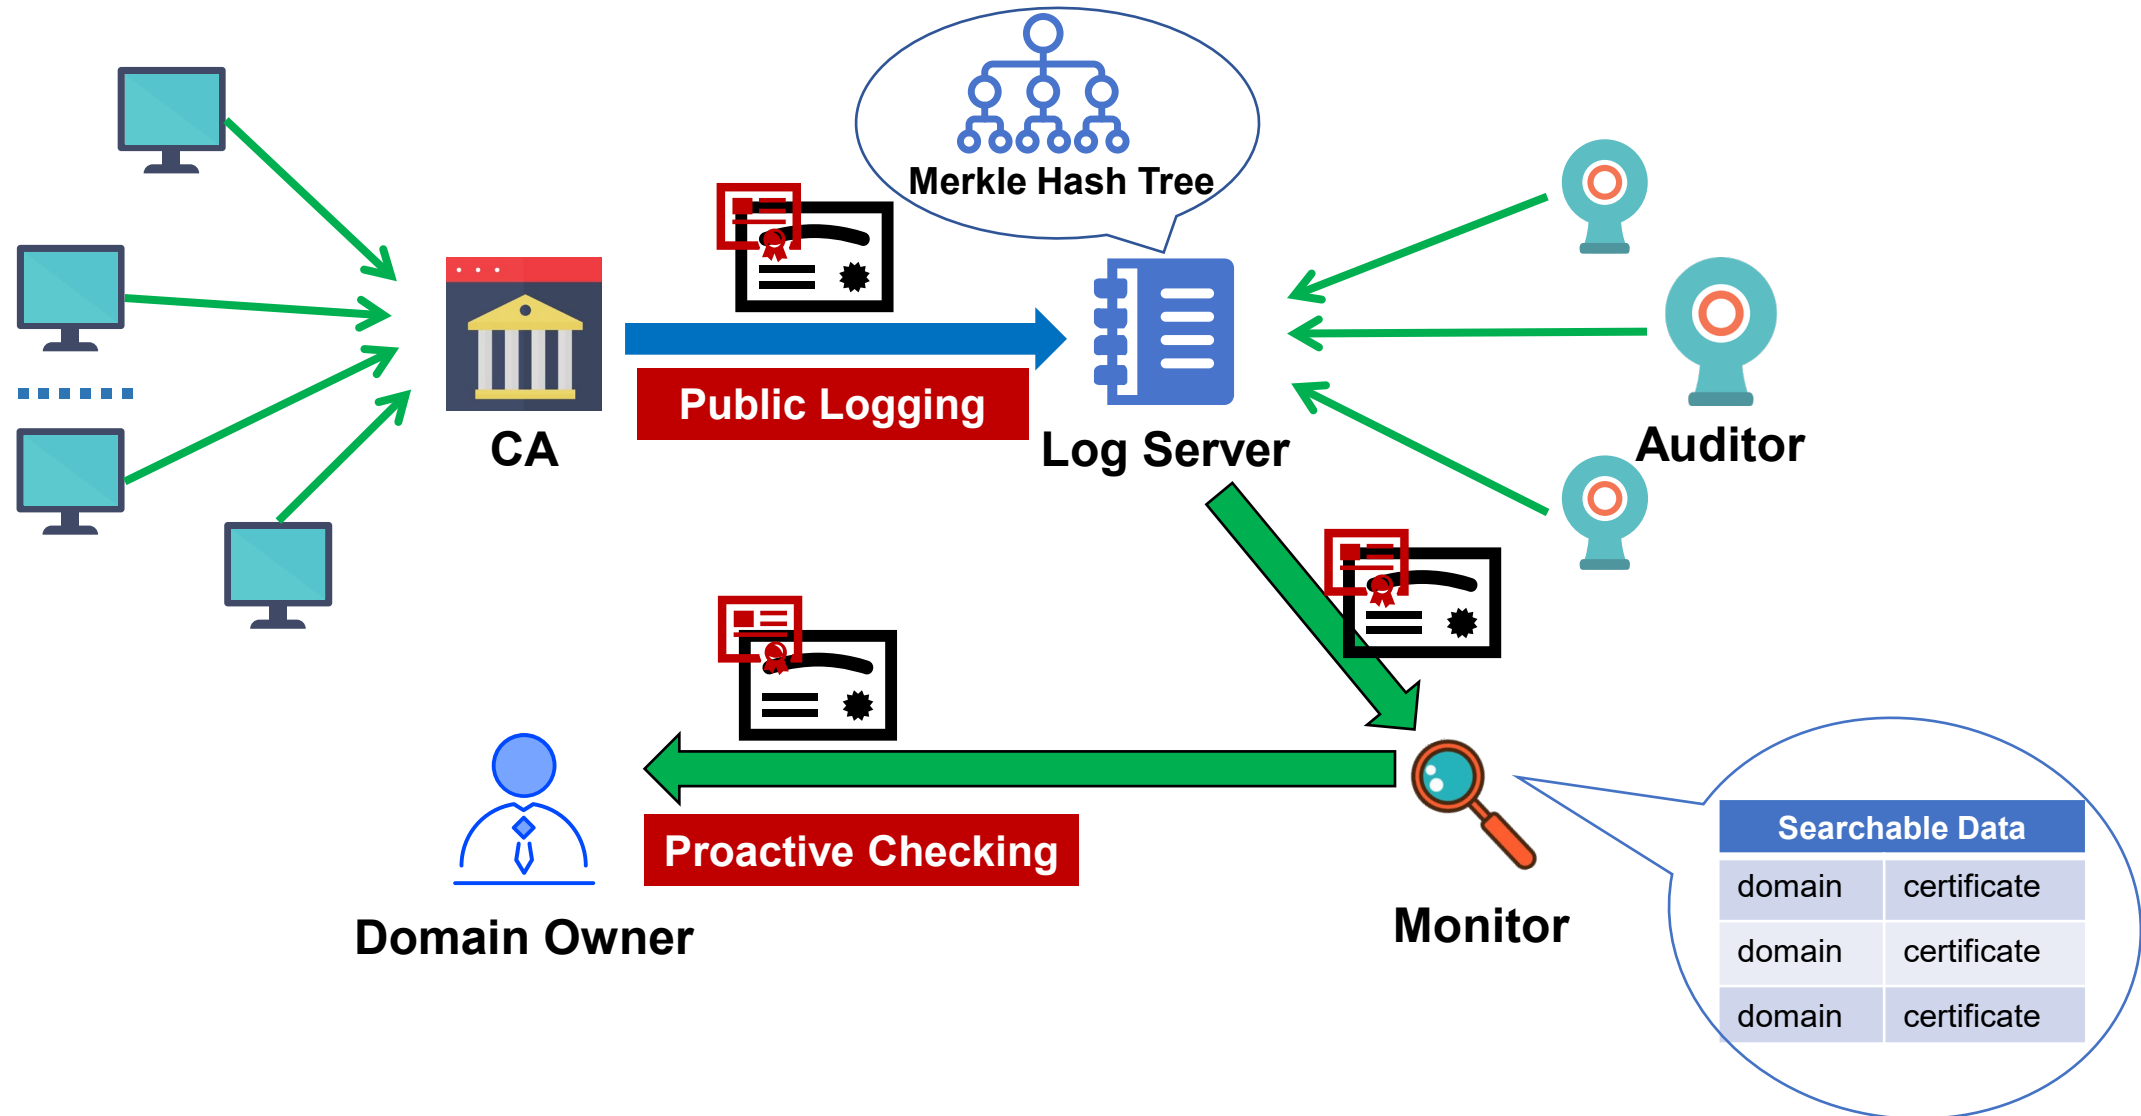 Merkle Hash Tree
Public Logging
CA
Log Server
Auditor
Proactive Checking
Domain Owner
Monitor
Searchable Data
domain certificate
domain certificate
domain certificate